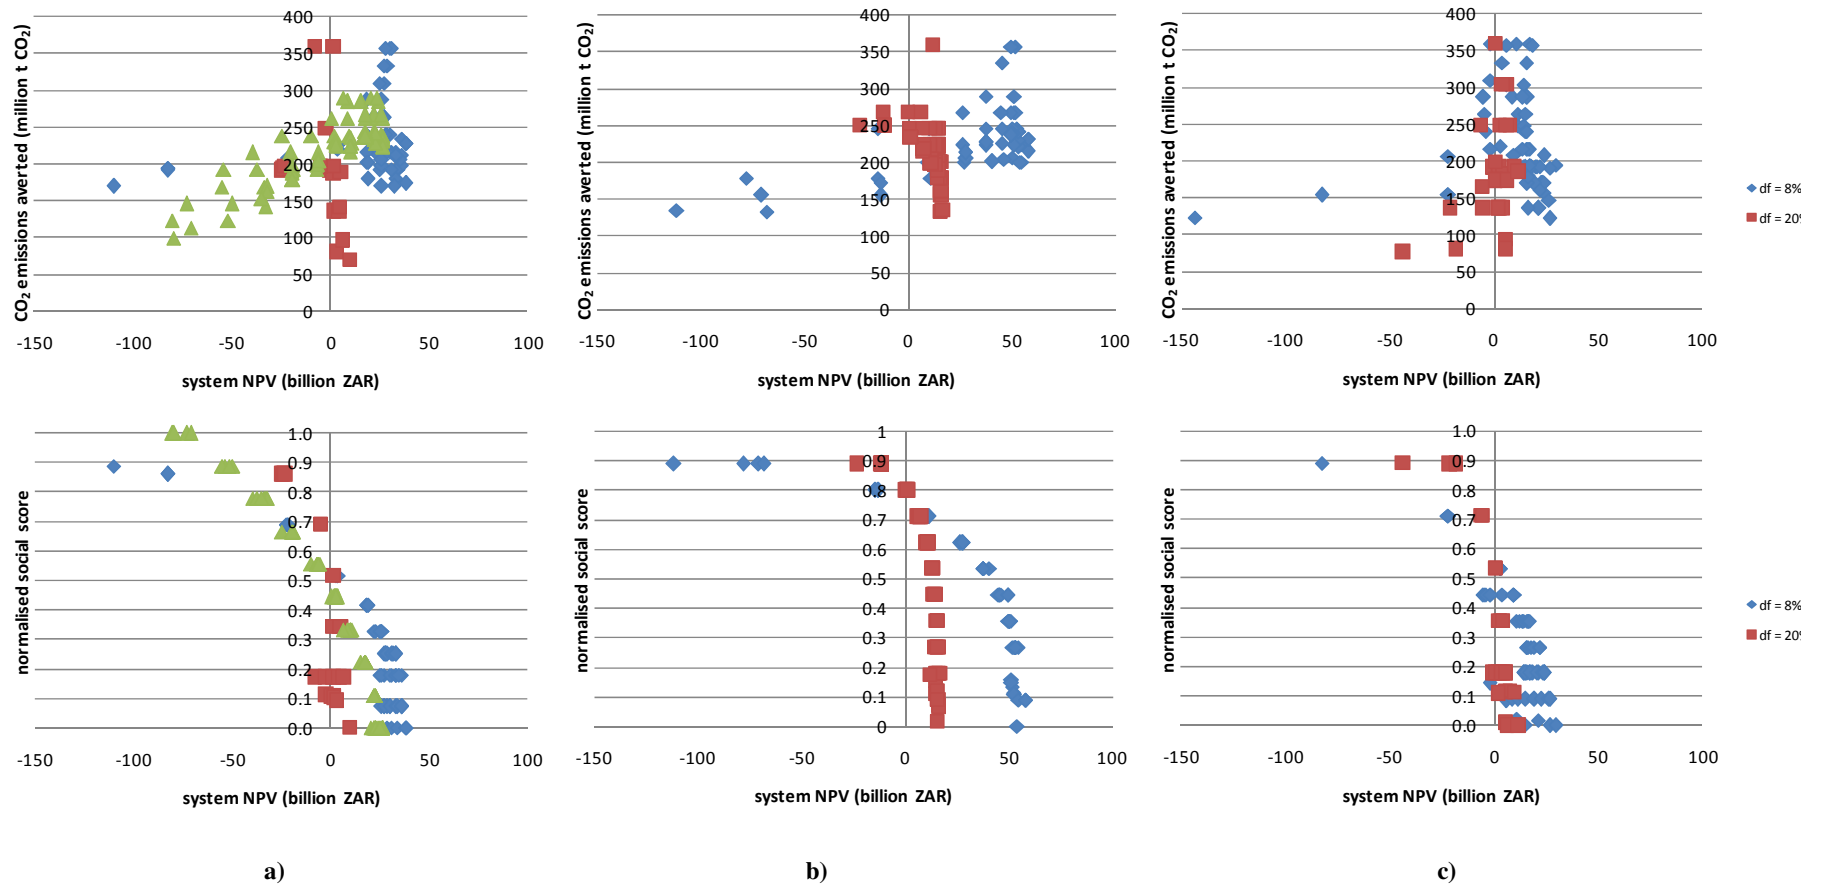 CO2 emissions averted (million t CO2)
400
350
300
250
200
150
100
50
0
-150 -100 -50 0 50 100
system NPV (billion ZAR)
CO2 emissions averted (million t CO2)
400
350
300
250
200
150
100
50
0
-150 -100 -50 0 50 100
system NPV (billion ZAR)
CO2 emissions averted (million t CO2)
400
350
300
250
200
150
100
50
0
-150 -100 -50 0 50 100
system NPV (billion ZAR)
df = 8%
df = 20%
normalised social score
1.0
0.9
0.8
0.7
0.6
0.5
0.4
0.3
0.2
0.1
0.0
-150 -100 -50 0 50 100
system NPV (billion ZAR)
normalised social score
1
0.9
0.8
0.7
0.6
0.5
0.4
0.3
0.2
0.1
0
-150 -100 -50 0 50 100
system NPV (billion ZAR)
normalised social score
1.0
0.9
0.8
0.7
0.6
0.5
0.4
0.3
0.2
0.1
0.0
-150 -100 -50 0 50 100
system NPV (billion ZAR)
df = 8%
df = 20%
a) b) c)